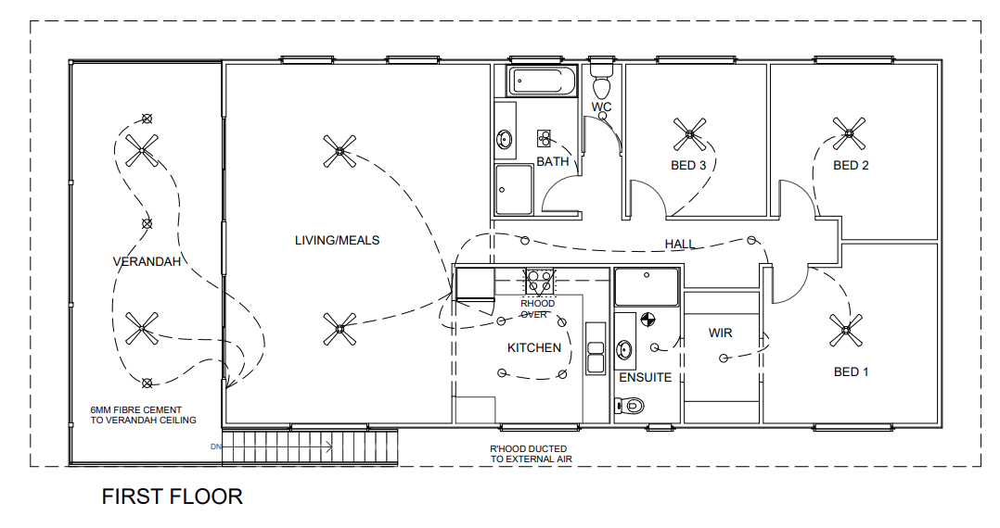 WC
BATH
BED 3
BED 2
LIVING/MEALS
HALL
VERANDAH
RHOOD
OVER
WIR
KITCHEN
ENSUITE
BED 1
6MM FIBRE CEMENT
TO VERANDAH CEILING
DN
R'HOOD DUCTED
TO EXTERNAL AIR
FIRST FLOOR